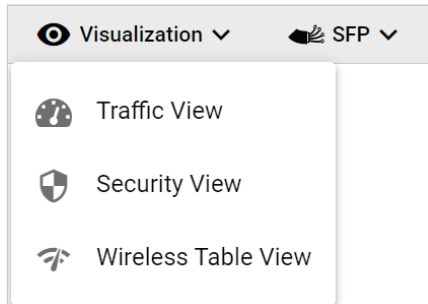 Visualization SFP
Traffic View
Security View
Wireless Table View